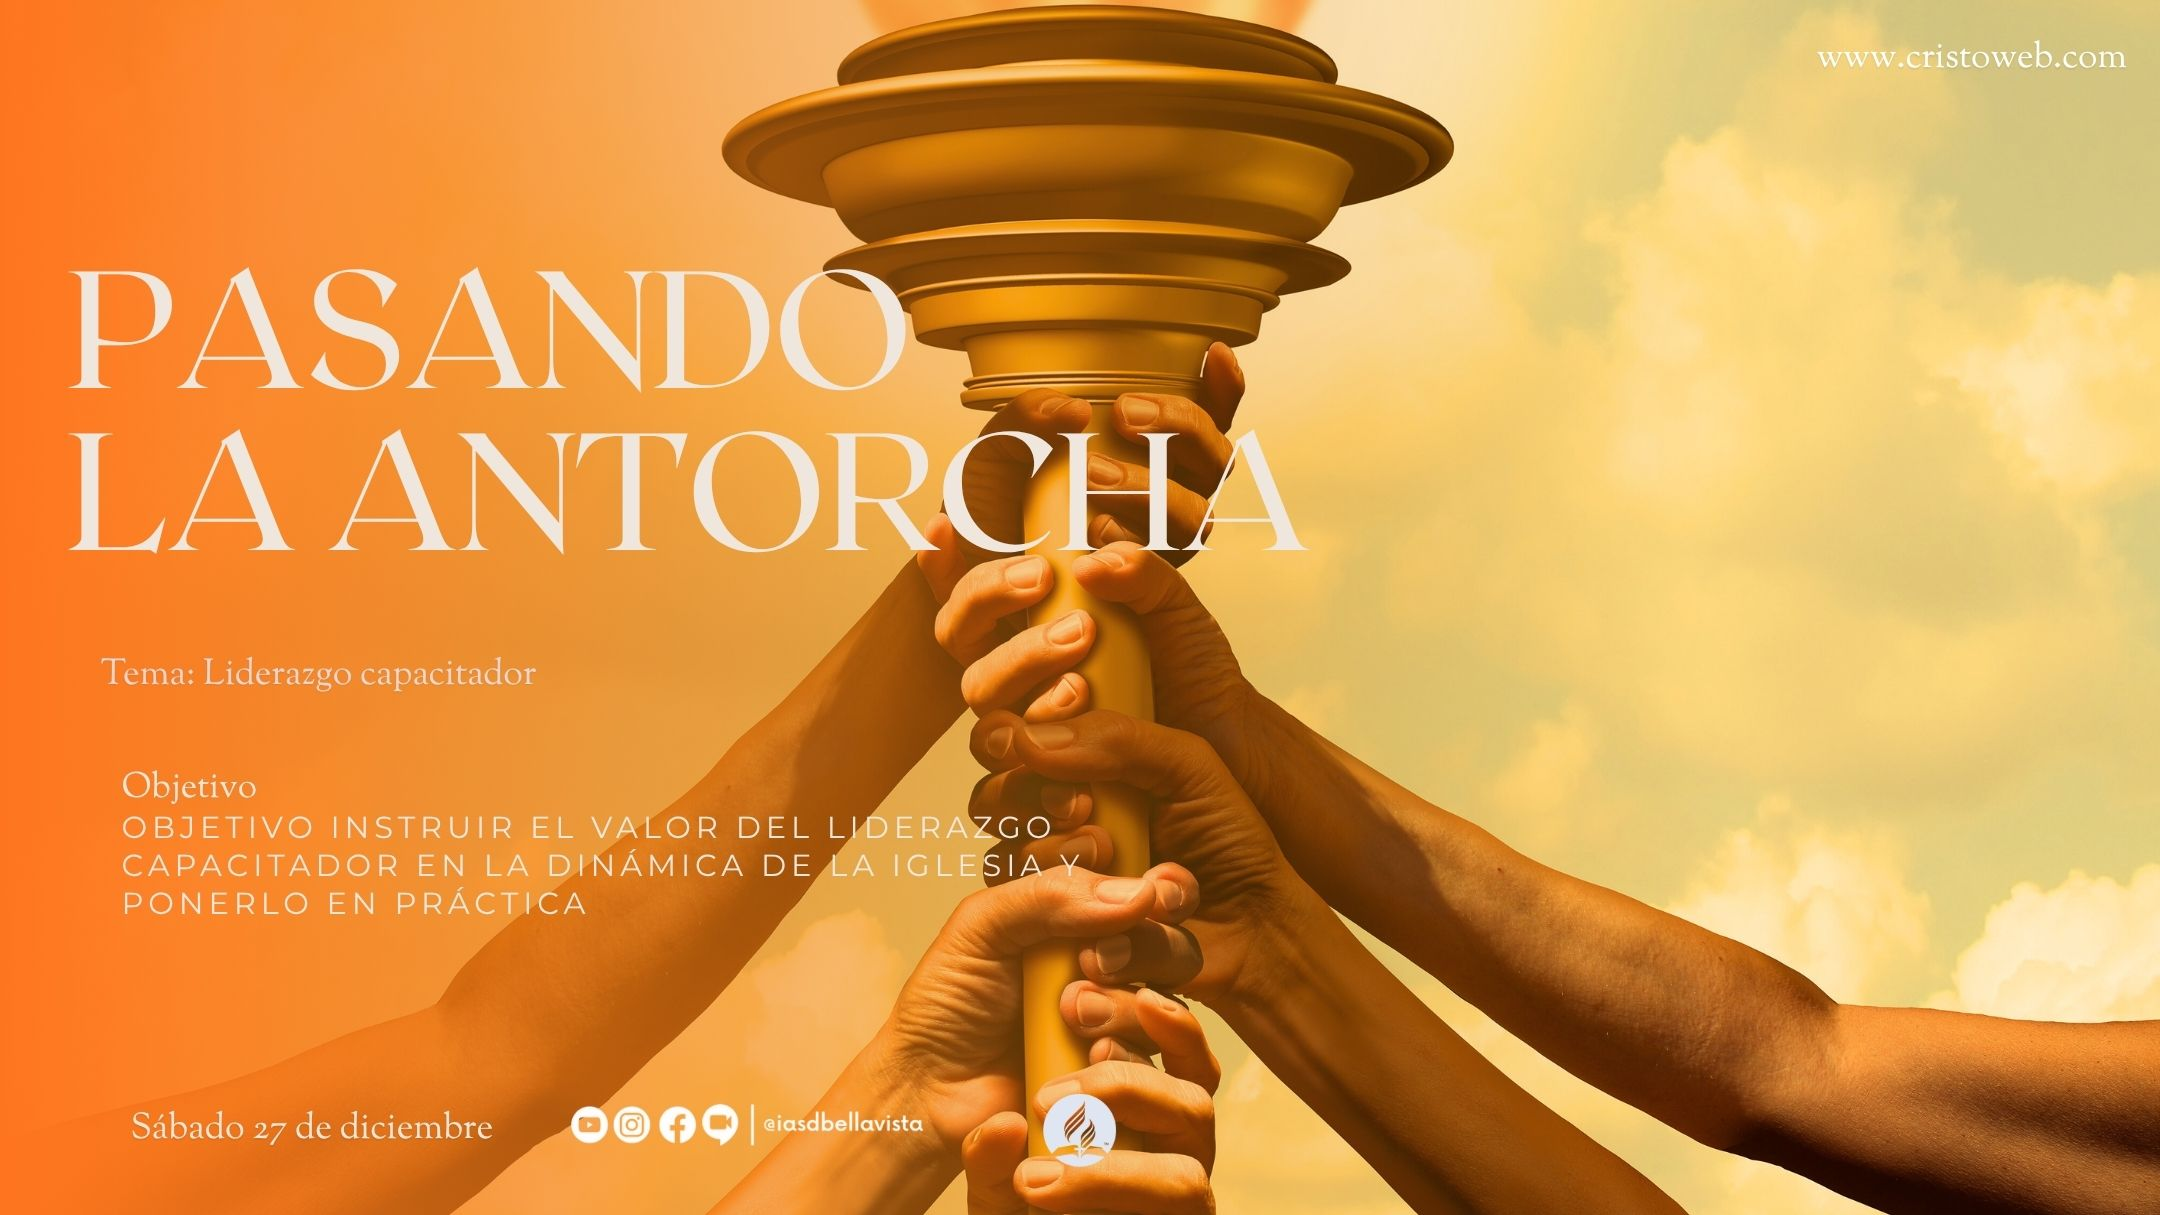 www.cristoweb.com
PASANDO
LA ANTORCHA
Tema: Liderazgo capacitador
Objetivo
OBJETIVO INSTRUIR EL VALOR DEL LIDERAZGO
CAPACITADOR EN LA DINÁMICA DE LA IGLESIA Y
PONERLO EN PRÁCTICA
Sábado 27 de diciembre
@iasdbellavista